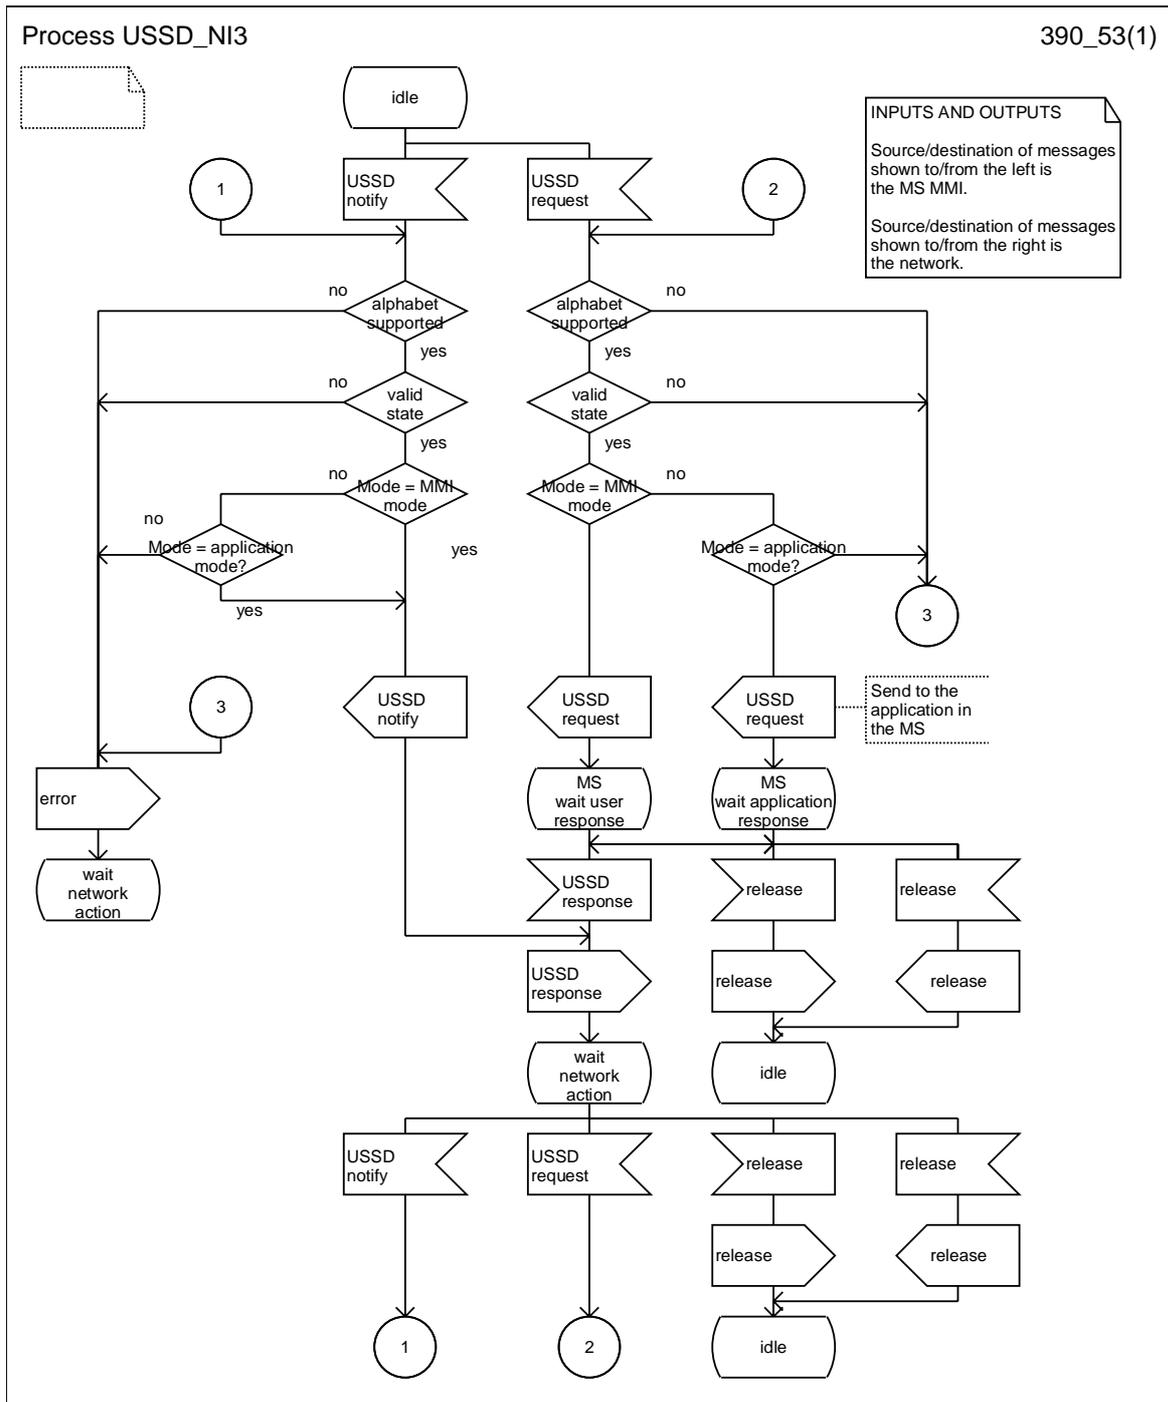 Process USSD_NI3
390_53(1)
idle
INPUTS AND OUTPUTS
Source/destination of messages
shown to/from the left is
the MS MMI.
Source/destination of messages
shown to/from the right is
the network.
1
USSD
notify
USSD
request
2
no
alphabet
supported
yes
alphabet
supported
no
yes
no
valid
state
yes
valid
state
no
yes
no
Mode = MMI
mode
yes
Mode = MMI
mode
no
no
Mode = application
mode?
yes
Mode = application
mode?
3
3
USSD
notify
USSD
request
USSD
request
Send to the
application in
the MS
error
MS
wait user
response
MS
wait application
response
wait
network
action
USSD
response
release
release
USSD
response
release
release
wait
network
action
idle
USSD
notify
USSD
request
release
release
release
release
1
2
idle